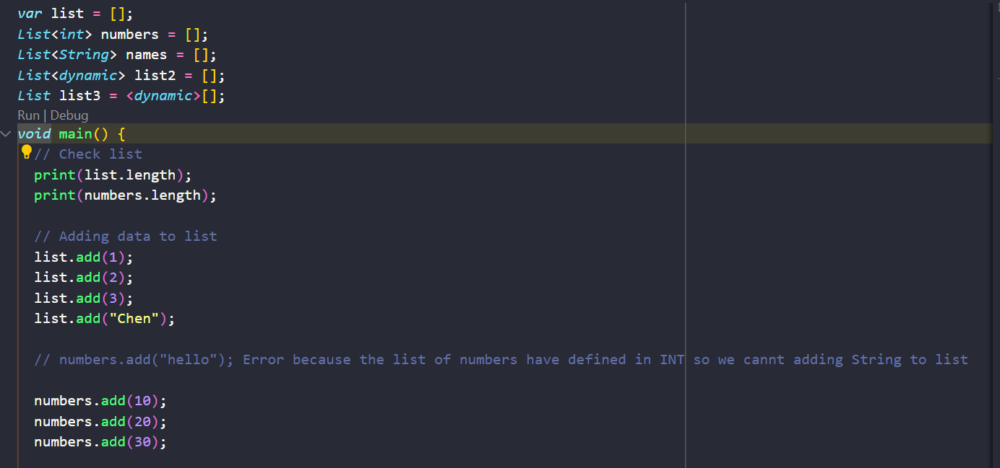 var list = [];
List<int> numbers = [];
List<String> names = [];
List<dynamic> list2 = [];
List list3 = <dynamic>[];
Run | Debug
void main() {
// Check list
print(list.length);
print(numbers.length);
// Adding data to list
list.add(1);
list.add(2);
list.add(3);
list.add("Chen");
// numbers.add("hello"); Error because the list of numbers have defined in INT so we cannt adding String to list
numbers.add(10);
numbers.add(20);
numbers.add(30);